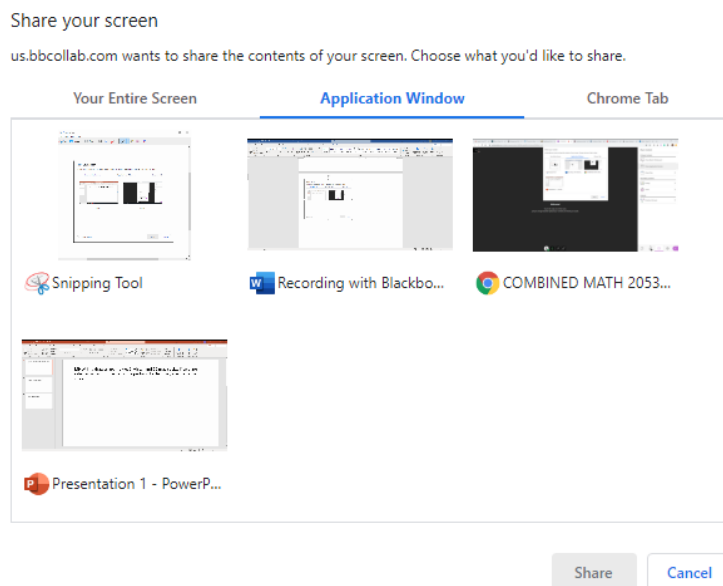 Share your screen
us.bbcollab.com wants to share the contents of your screen. Choose what you'd like to share.
Your Entire Screen
Application Window
Chrome Tab
Snipping Tool
Recording with Blackbo...
COMBINED MATH 2053...
Presentation 1 - PowerP...
Share
Cancel